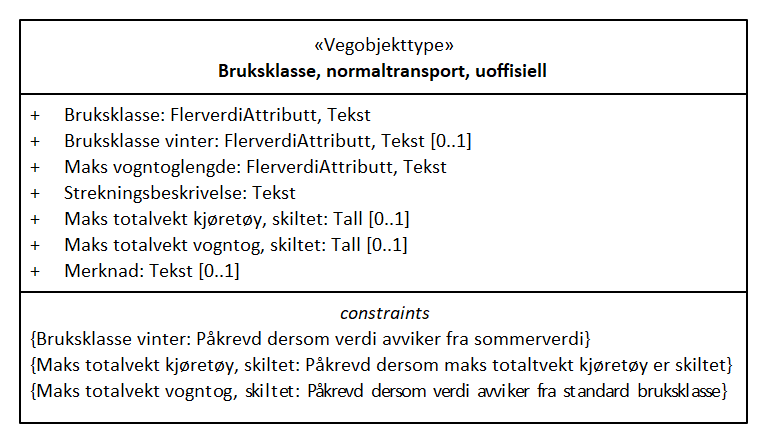 «Vegobjekttype»
Bruksklasse, normaltransport, uoffisiell
+ Bruksklasse: FlerverdiAttributt, Tekst
+ Bruksklasse vinter: FlerverdiAttributt, Tekst [0..1]
+ Maks vogntoglengde: FlerverdiAttributt, Tekst
+ Strekningsbeskrivelse: Tekst
+ Maks totalvekt kjøretøy, skiltet: Tall [0..1]
+ Maks totalvekt vogntog, skiltet: Tall [0..1]
+ Merknad: Tekst [0..1]
constraints
{Bruksklasse vinter: Påkrevd dersom verdi avviker fra sommerverdi}
{Maks totalvekt kjøretøy, skiltet: Påkrevd dersom maks totaltvekt kjøretøy er skiltet}
{Maks totalvekt vogntog, skiltet: Påkrevd dersom verdi avviker fra standard bruksklasse}